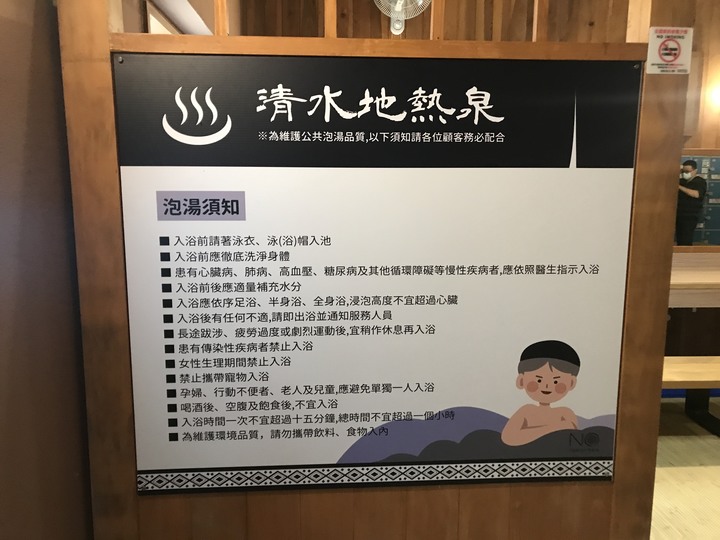 清水地熱泉
※為維護公共泡湯品質,以下須知請各位顧客務必配合
泡湯須知
■入浴前請著泳衣、泳(浴)帽入池
■入浴前應徹底洗淨身體
■患有心臟病、肺病、高血壓、糖尿病及其他循環障礙等慢性疾病者,應依照醫生指示入浴
■入浴前後應適量補充水分
■入浴應依序足浴、半身浴、全身浴,浸泡高度不宜超過心臟
■入浴後有任何不適,請即出浴並通知服務人員
■長途跋涉、疲勞過度或劇烈運動後,宜稍作休息再入浴
■患有傳染性疾病者禁止入浴
■女性生理期間禁止入浴
■禁止攜帶寵物入浴
■孕婦、行動不便者、老人及兒童,應避免單獨一人入浴
■喝酒後、空腹及飽食後,不宜入浴
■入浴時間一次不宜超過十五分鐘,總時間不宜超過一個小時
■為維護環境品質，請勿攜帶飲料、食物入內
NO